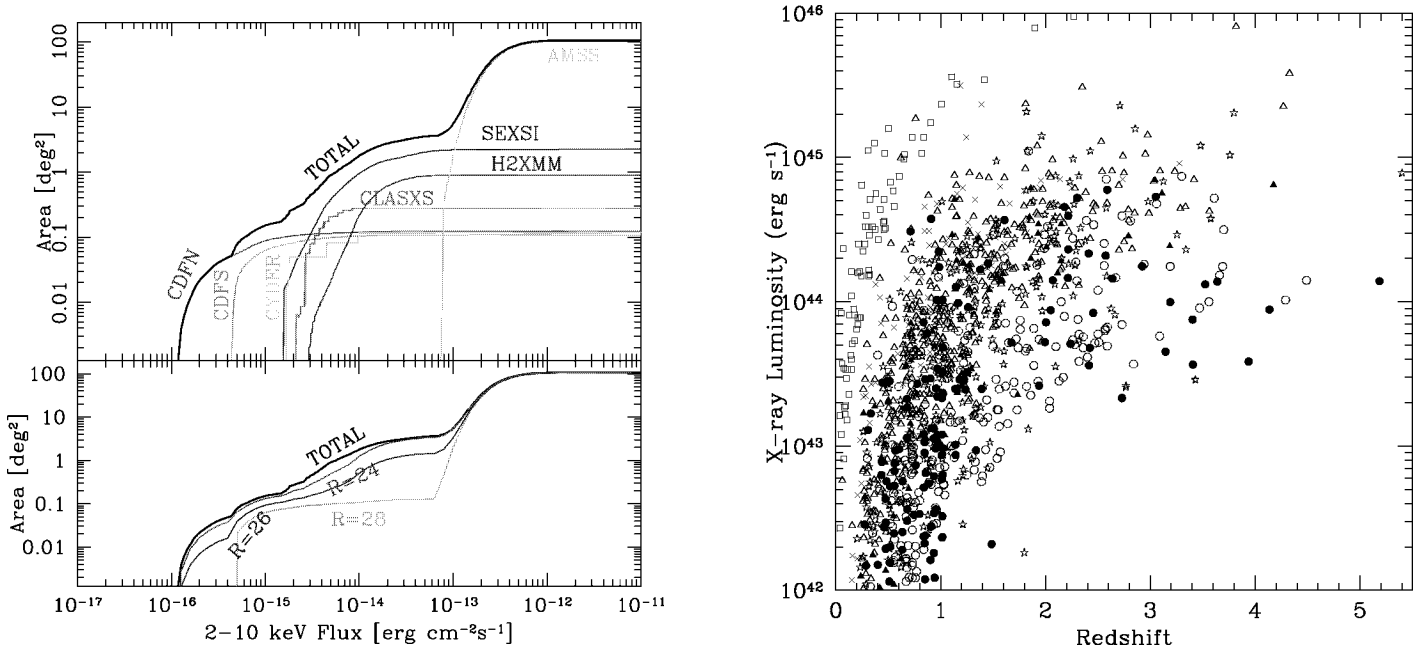 100
10
1
0.1
0.01
Area [deg²]
CDFN
CDFS
CYDER
TOTAL
CLASXS
SEXSI
H2XMM
AMSS
100
10
1
0.1
0.01
Area [deg²]
TOTAL
R=24
R=26
R=28
10⁻¹⁷
10⁻¹⁶
10⁻¹⁵
10⁻¹⁴
10⁻¹³
10⁻¹²
10⁻¹¹
2−10 keV Flux [erg cm⁻²s⁻¹]
10⁴⁶
10⁴⁵
10⁴⁴
10⁴³
10⁴²
X−ray Luminosity (erg s⁻¹)
0
1
2
3
4
5
Redshift